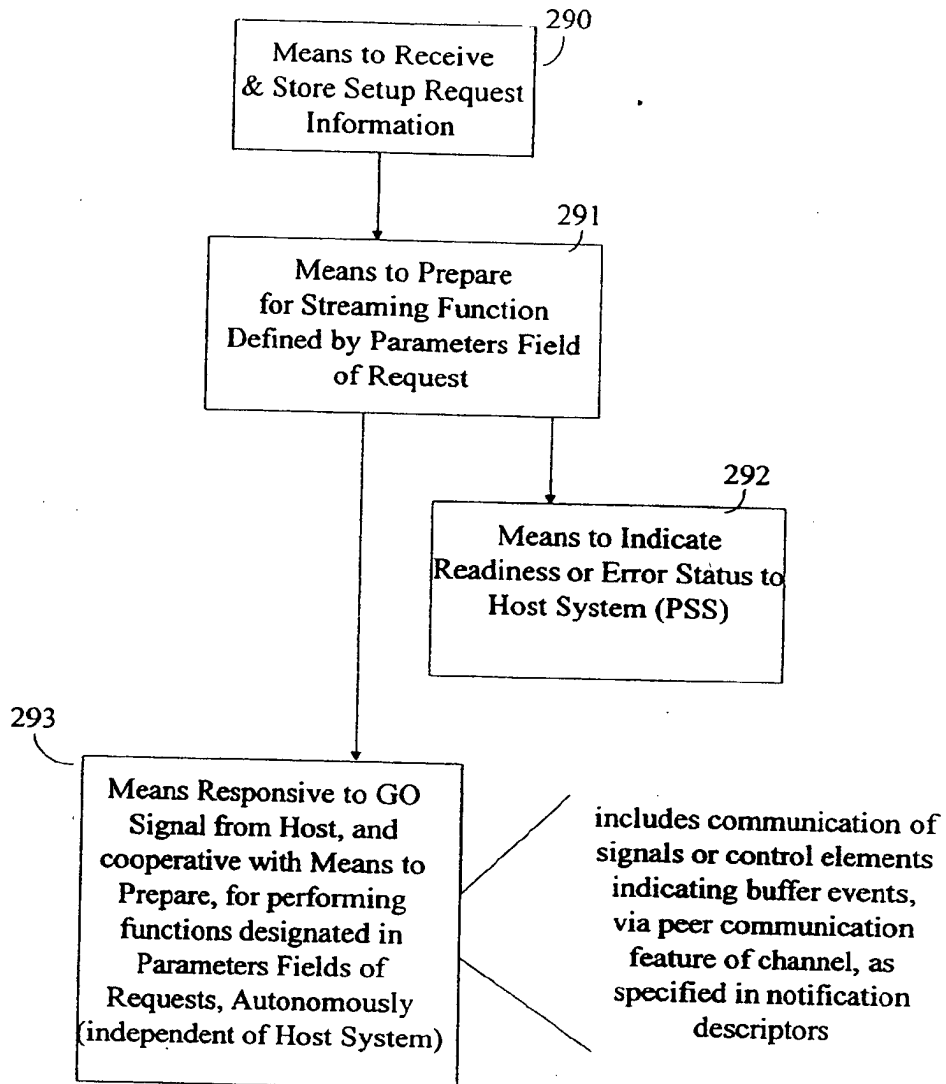 290
Means to Receive
& Store Setup Request
Information
291
Means to Prepare
for Streaming Function
Defined by Parameters Field
of Request
292
Means to Indicate
Readiness or Error Status to
Host System (PSS)
293
Means Responsive to GO
Signal from Host, and
cooperative with Means to
Prepare, for performing
functions designated in
Parameters Fields of
Requests, Autonomously
(independent of Host System)
includes communication of
signals or control elements
indicating buffer events,
via peer communication
feature of channel, as
specified in notification
descriptors